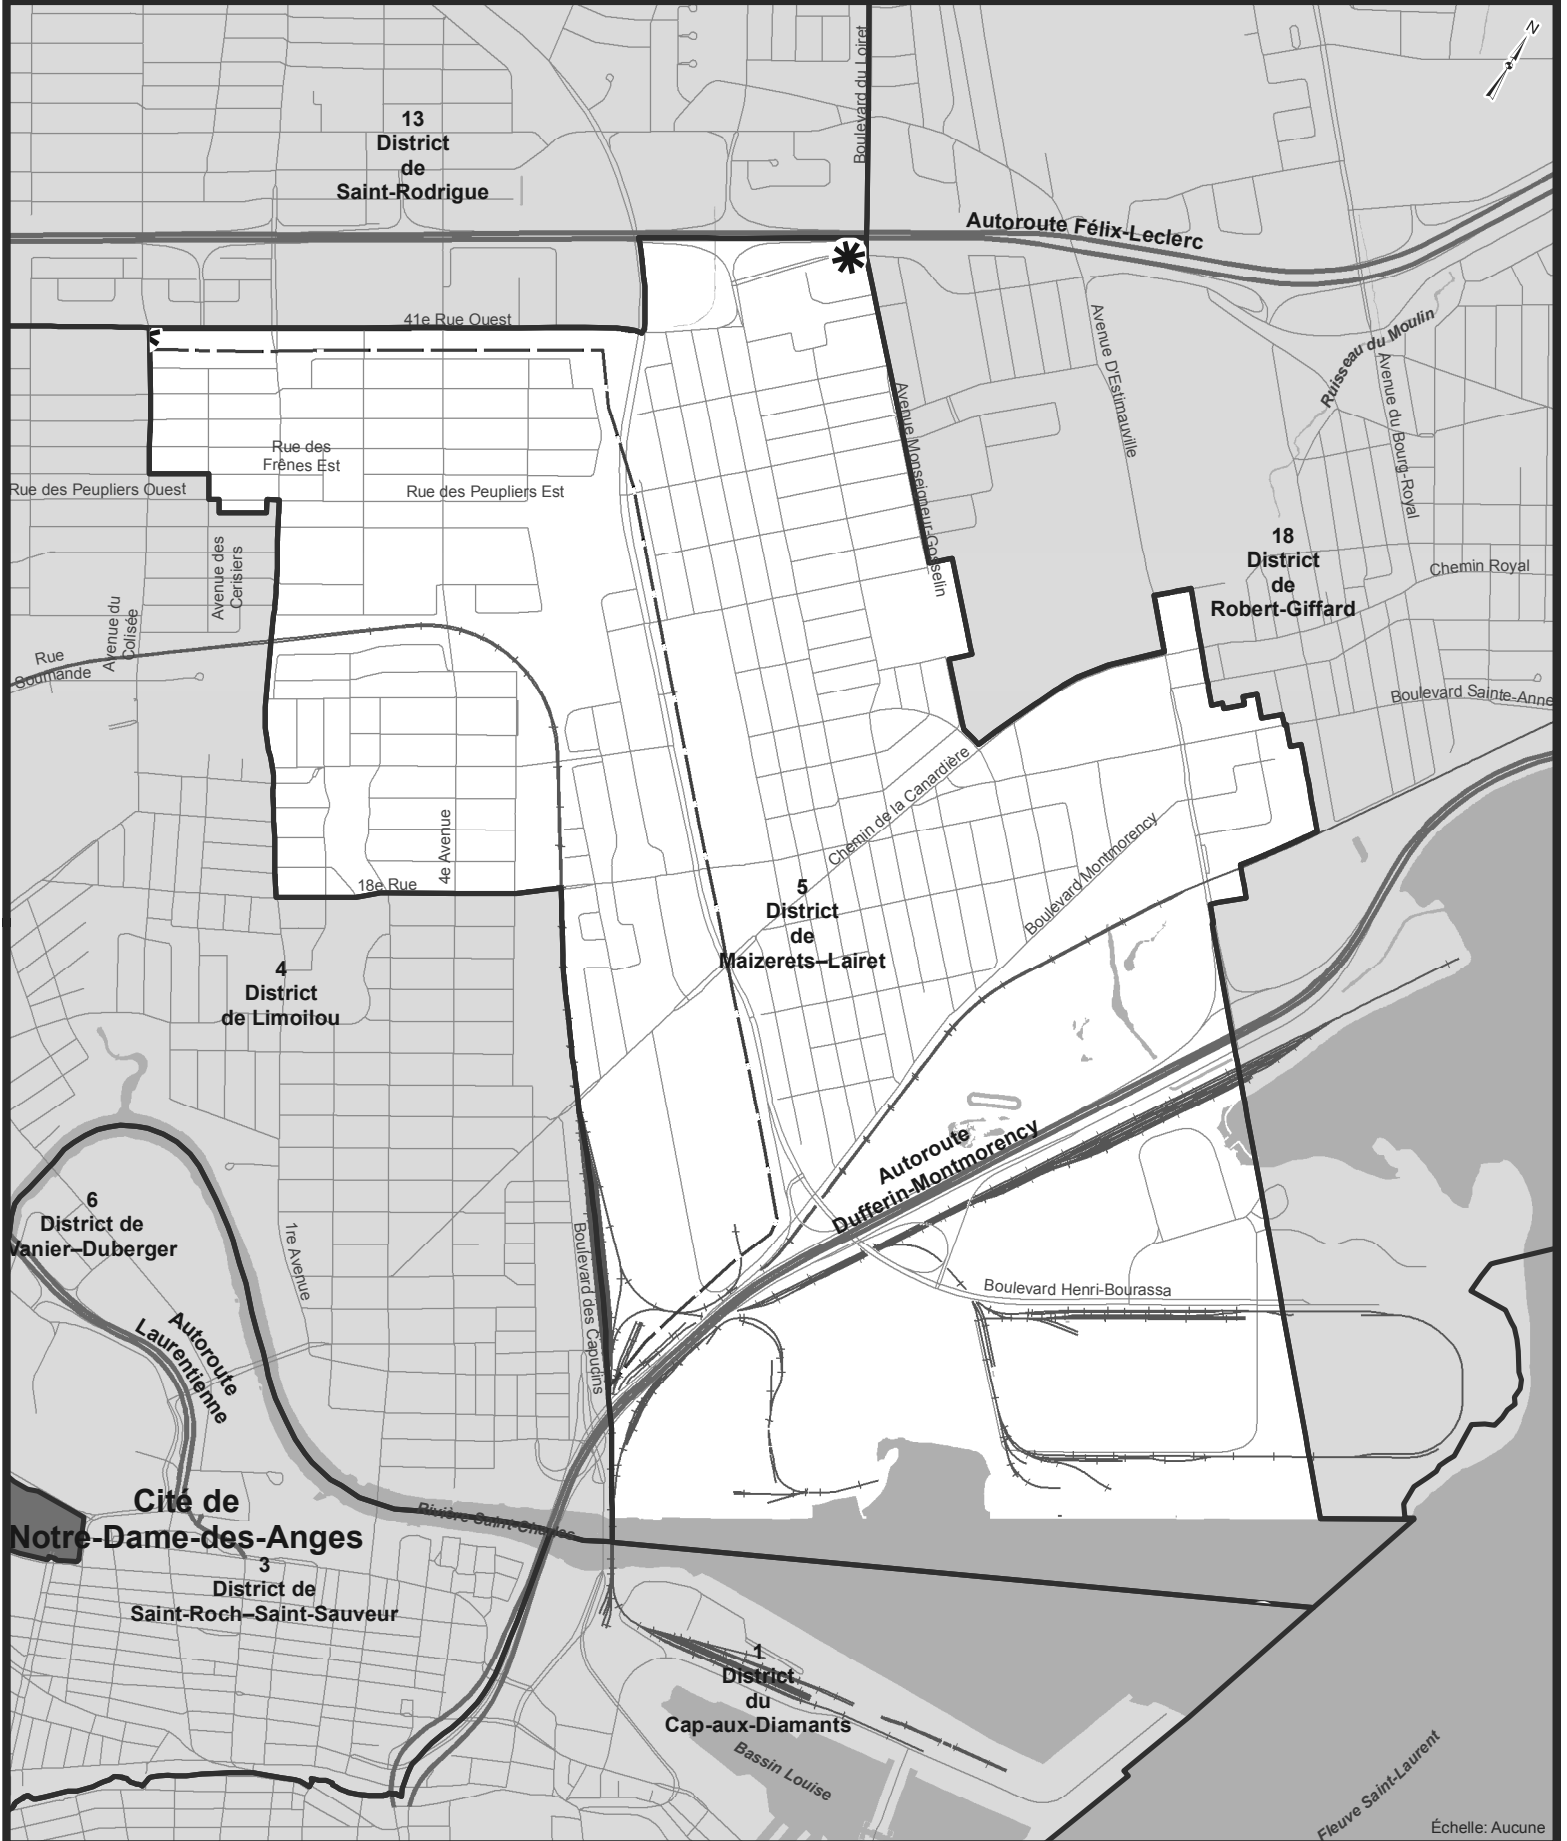 N
Boulevard du Loiret
13
District
de
Saint-Rodrigue
Autoroute Félix-Leclerc
41e Rue Ouest
Avenue D'Estimauville
Ruisseau du Moulin
Avenue du Bourg-Royal
Avenue Monseigneur-Gosselin
Rue des
Frênes Est
Rue des Peupliers Ouest
Rue des Peupliers Est
18
District
de
Robert-Giffard
Chemin Royal
Avenue des
Cerisiers
Avenue du
Colisée
Rue
Soumande
Boulevard Sainte-Anne
Chemin de la Canardière
Boulevard Montmorency
4e Avenue
18e Rue
5
District
de
Maizerets–Lairet
4
District
de Limoilou
Autoroute
Dufferin-Montmorency
6
District de
Vanier–Duberger
1re Avenue
Boulevard des Capucins
Boulevard Henri-Bourassa
Autoroute
Laurentienne
Cité de
Notre-Dame-des-Anges
Rivière Saint-Charles
3
District de
Saint-Roch–Saint-Sauveur
1
District
du
Cap-aux-Diamants
Bassin Louise
Fleuve Saint-Laurent
Échelle: Aucune